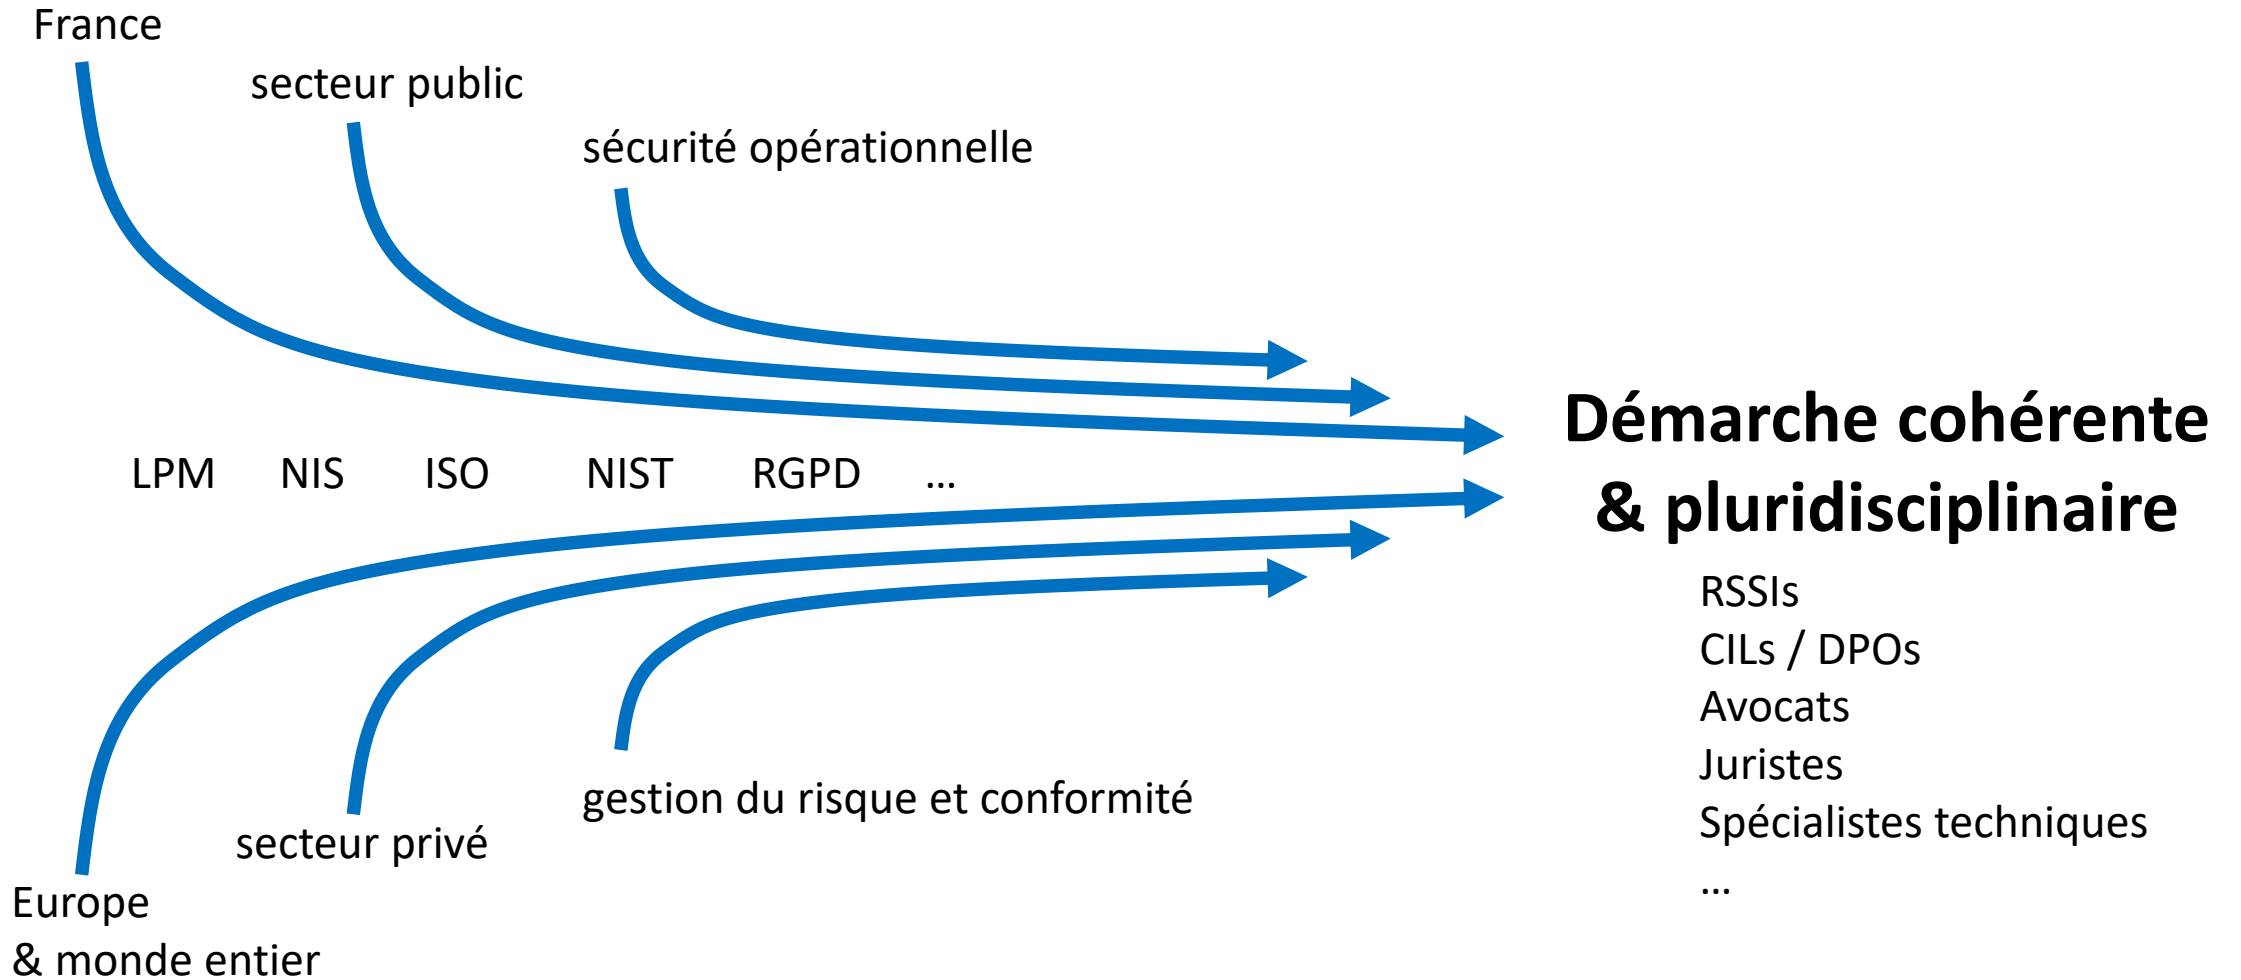 France
secteur public
sécurité opérationnelle
LPM NIS ISO NIST RGPD ...
gestion du risque et conformité
secteur privé
Europe
& monde entier
Démarche cohérente
& pluridisciplinaire
RSSIs
CILs / DPOs
Avocats
Juristes
Spécialistes techniques
...